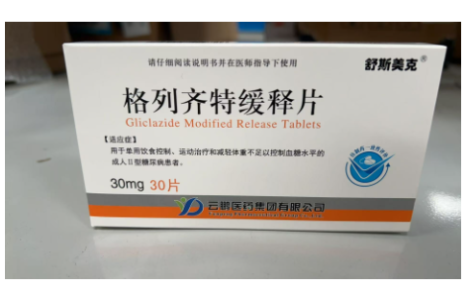 请仔细阅读说明书并在医师指导下使用
舒斯美克®
格列齐特缓释片
Gliclazide Modified Release Tablets
【适应症】
用于单用饮食控制、运动治疗和减轻体重不足以控制血糖水平的
成人Ⅱ型糖尿病患者。
30mg 30片
云鹏医药集团有限公司